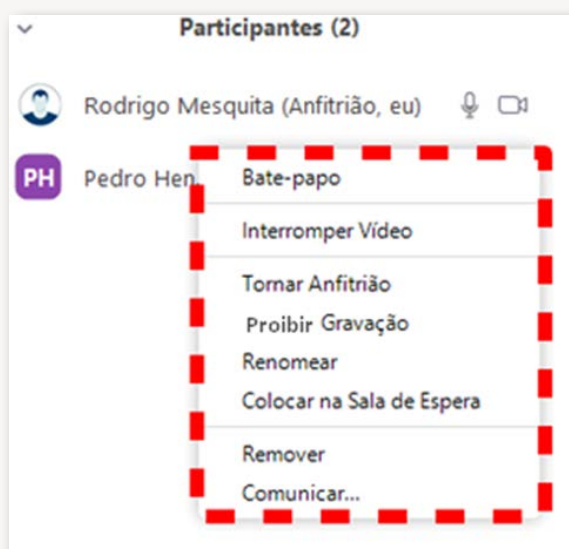 Participantes (2)
Rodrigo Mesquita (Anfitrião, eu)
PH Pedro Hen
Bate-papo
Interromper Vídeo
Tornar Anfitrião
Proibir Gravação
Renomear
Colocar na Sala de Espera
Remover
Comunicar...